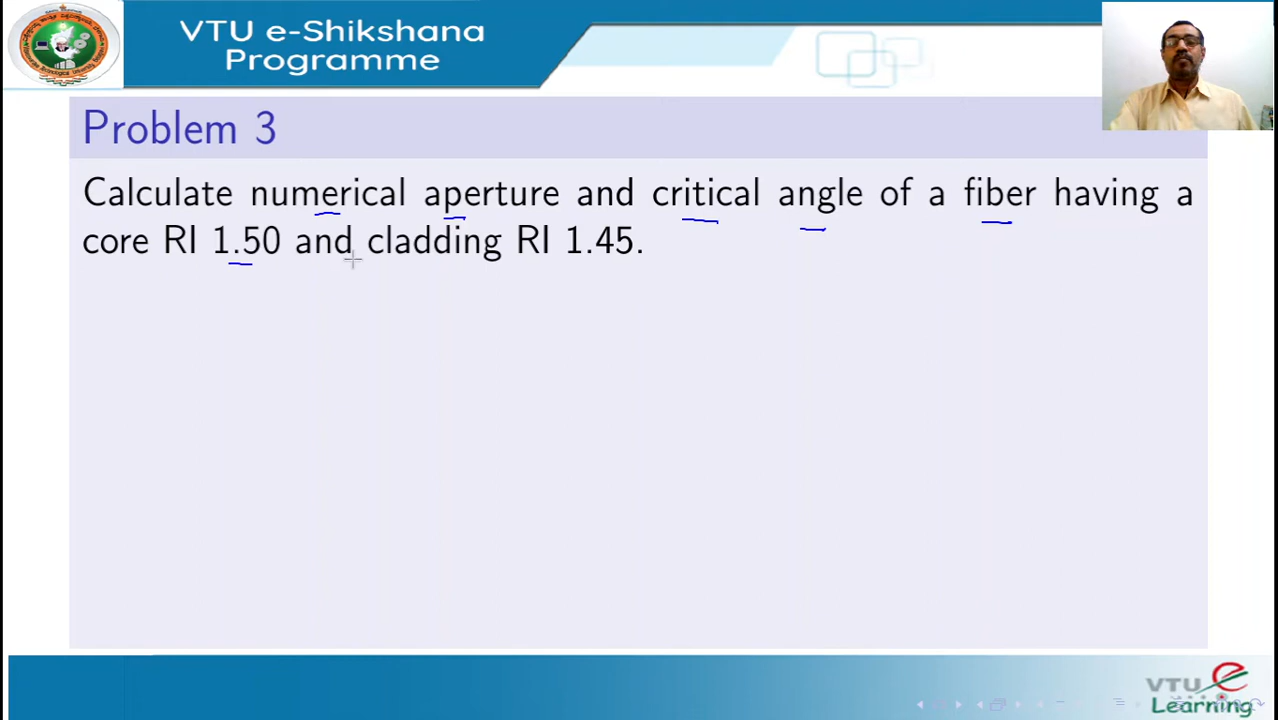 VTU e-Shikshana
Programme
Problem 3
Calculate numerical aperture and critical angle of a fiber having a
core RI 1.50 and cladding RI 1.45.
VTU
Learning